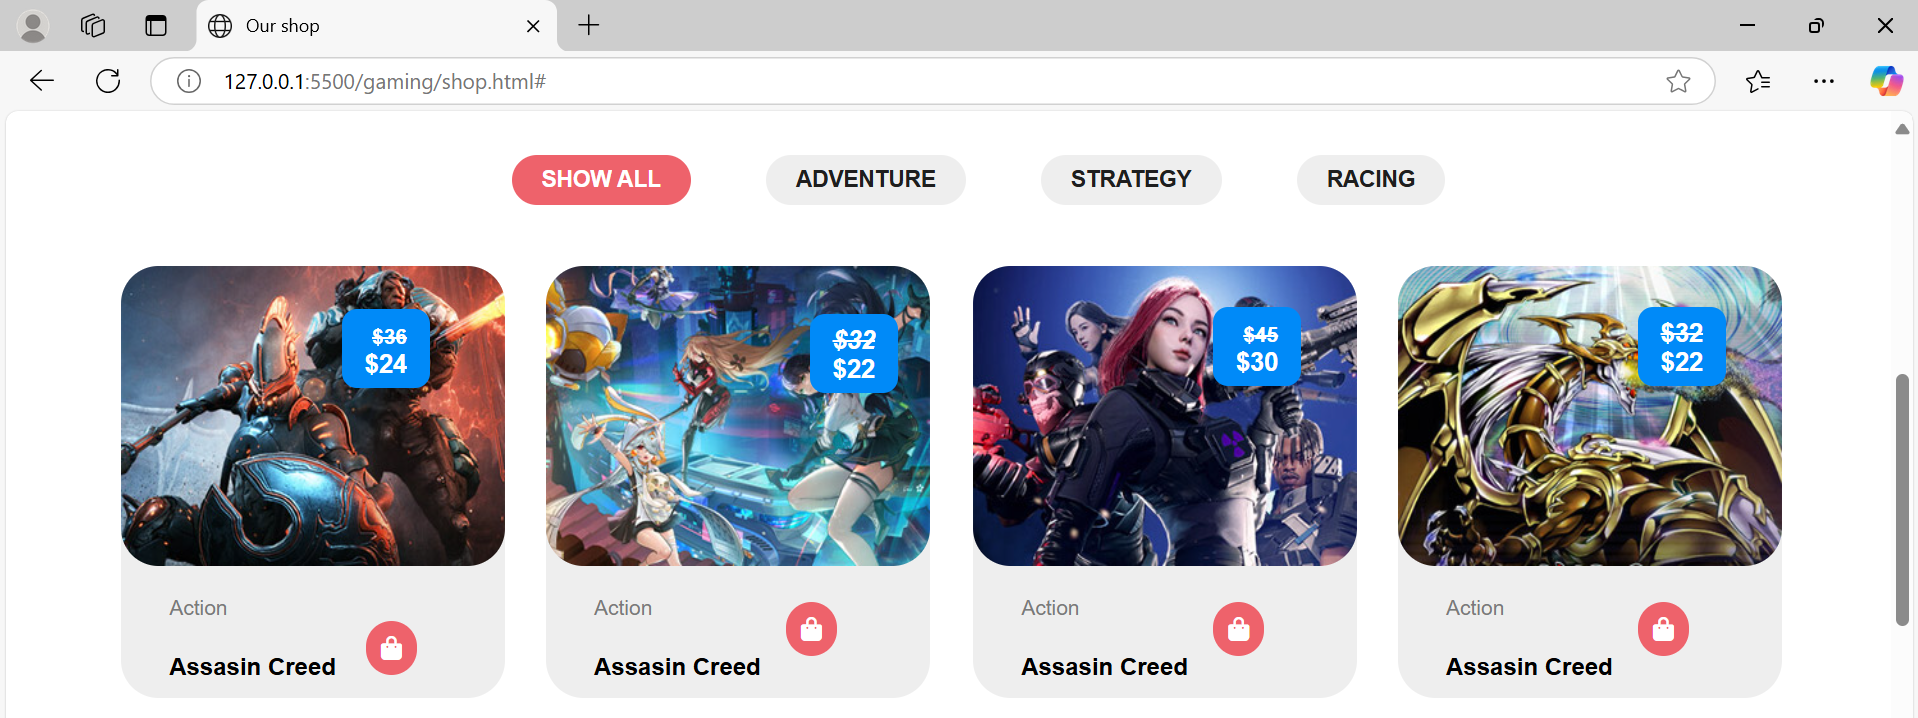 Our shop
127.0.0.1:5500/gaming/shop.html#
SHOW ALL
ADVENTURE
STRATEGY
RACING
$36
$24
$32
$22
$45
$30
$32
$22
Action
Assasin Creed
Action
Assasin Creed
Action
Assasin Creed
Action
Assasin Creed